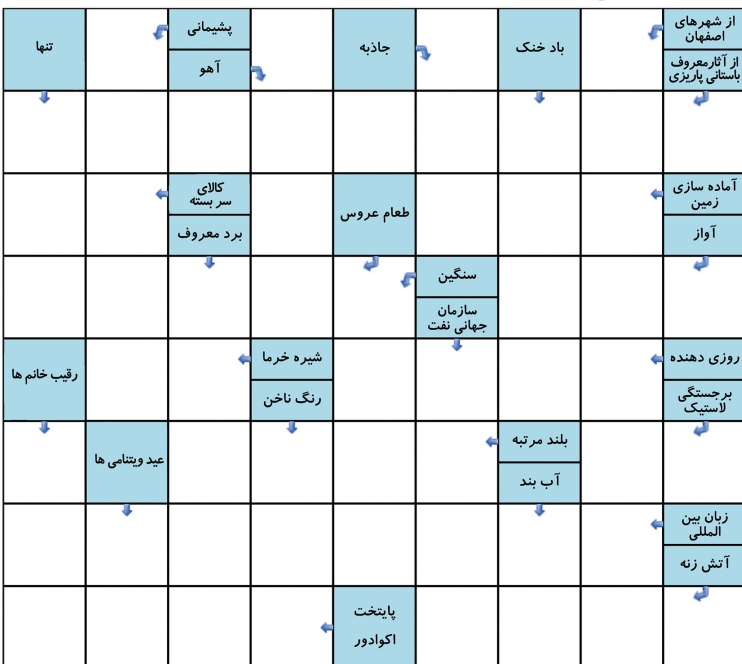 از شهرهای
اصفهان
از آثارمعروف
باستانی پاریزی
باد خنک
جاذبه
پشیمانی
آهو
تنها
آماده سازی
زمین
آواز
طعام عروس
کالای
سر بسته
برد معروف
سنگین
سازمان
جهانی نفت
روزی دهنده
برجستگی
لاستیک
شیره خرما
رنگ ناخن
رقیب خانم ها
بلند مرتبه
آب بند
عید ویتنامی ها
زبان بین
المللی
آتش زنه
پایتخت
اکوادور